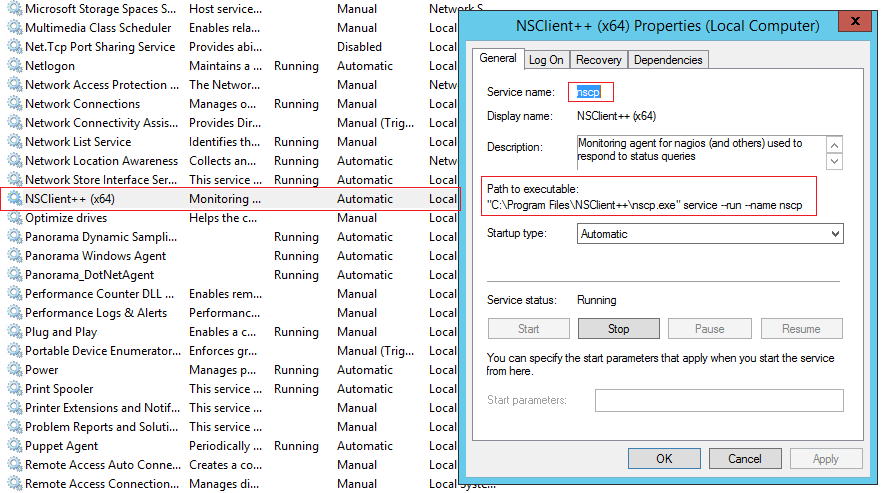 Microsoft Storage Spaces S... Host service... Manual Network S...
Multimedia Class Scheduler Enables rela... Manual Local
Net.Tcp Port Sharing Service Provides abi... Disabled Local
Netlogon Maintains a ... Running Automatic Local
Network Access Protection ... The Networ... Manual Netw
Network Connections Manages o... Running Manual Local
Network Connectivity Assis... Provides Dir... Manual (Trig... Local
Network List Service Identifies th... Running Manual Local
Network Location Awareness Collects an... Running Automatic Netw
Network Store Interface Ser... This service ... Running Automatic Local
NSClient++ (x64) Monitoring ... Automatic Local
Optimize drives Helps the c... Manual Local
Panorama Dynamic Sampli... Running Automatic Local
Panorama Windows Agent Running Automatic Local
Panorama_DotNetAgent Running Automatic Local
Performance Counter DLL ... Enables rem... Manual Local
Performance Logs & Alerts Performanc... Manual Local
Plug and Play Enables a c... Running Manual Local
Portable Device Enumerator... Enforces gr... Manual (Trig... Local
Power Manages p... Running Automatic Local
Print Spooler This service ... Running Automatic Local
Printer Extensions and Notif... This service ... Manual Local
Problem Reports and Soluti... This service ... Manual Local
Puppet Agent Periodically ... Running Automatic Local
Remote Access Auto Conne... Creates a co... Manual Local
Remote Access Connection... Manages di... Manual Local Syste...
NSClient++ (x64) Properties (Local Computer) x
General Log On Recovery Dependencies
Service name: nscp
Display name: NSClient++ (x64)
Description: Monitoring agent for nagios (and others) used to
respond to status queries
Path to executable:
"C:\Program Files\NSClient++\nscp.exe" service --run --name nscp
Startup type: Automatic
Service status: Running
Start Stop Pause Resume
You can specify the start parameters that apply when you start the service
from here.
Start parameters:
OK Cancel Apply